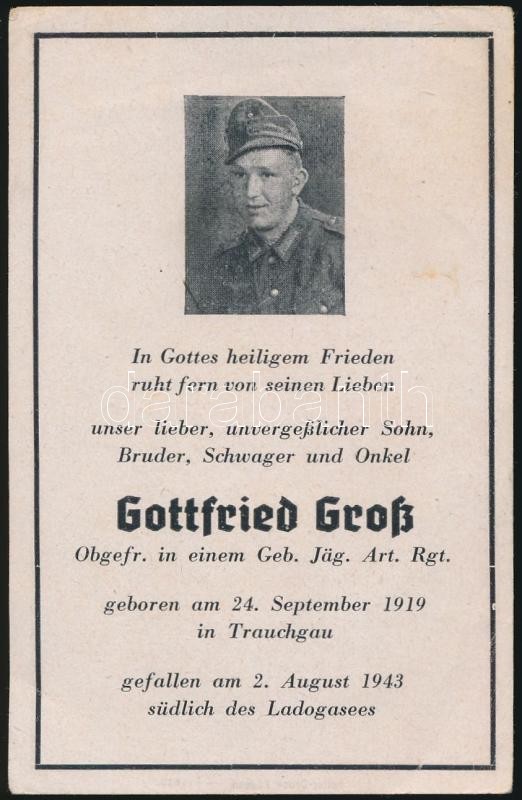 In Gottes heiligem Frieden
ruht fern von seinen Lieben
darabanth
unser lieber, unvergeßlicher Sohn,
Bruder, Schwager und Onkel
Gottfried Groß
Obgefr. in einem Geb. Jäg. Art. Rgt.
geboren am 24. September 1919
in Trauchgau
gefallen am 2. August 1943
südlich des Ladogasees